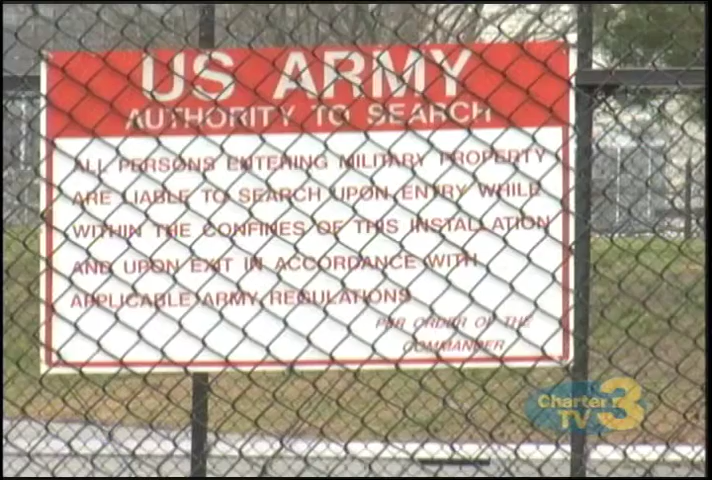 US ARMY
AUTHORITY TO SEARCH
ALL PERSONS ENTERING MILITARY PROPERTY
ARE LIABLE TO SEARCH UPON ENTRY WHILE
WITHIN THE CONFINES OF THIS INSTALLATION
AND UPON EXIT IN ACCORDANCE WITH
APPLICABLE ARMY REGULATIONS
PER ORDER OF THE
COMMANDER
Charter
TV 3